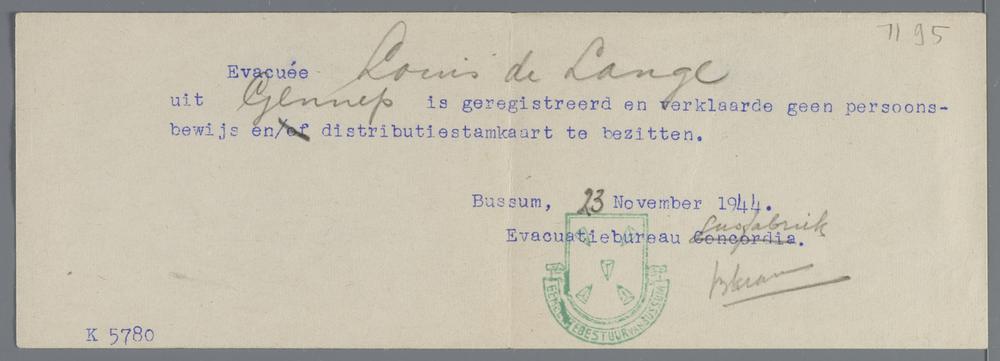 7195
Evacuée Louis de Lange
uit Gennep is geregistreerd en verklaarde geen persoons-
bewijs en/of distributiestamkaart te bezitten.
Bussum, 23 November 1944.
Gusfabriek
Evacuatiebureau Concordia.
GEMEENTEBESTUUR VAN BUSSUM
K 5780